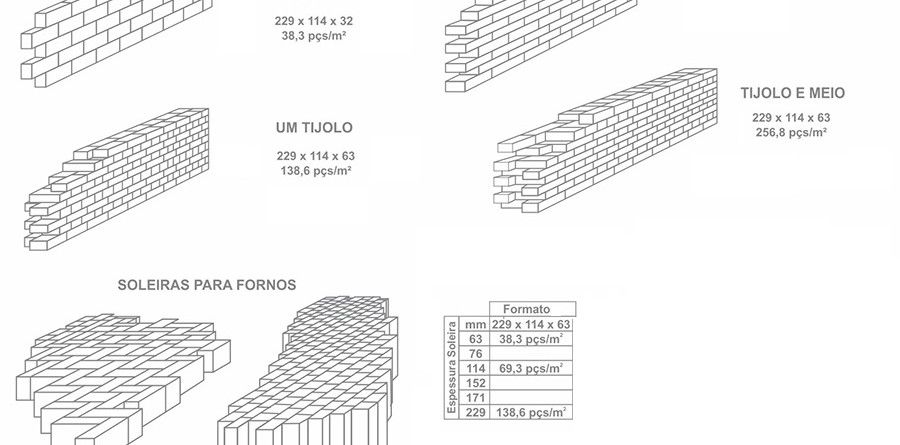 229 x 114 x 32
38,3 pçs/m²
TIJOLO E MEIO
229 x 114 x 63
256,8 pçs/m²
UM TIJOLO
229 x 114 x 63
138,6 pçs/m²
SOLEIRAS PARA FORNOS
Formato
Espessura Soleira
mm 229 x 114 x 63
63 38,3 pçs/m²
76
114 69,3 pçs/m²
152
171
229 138,6 pçs/m²